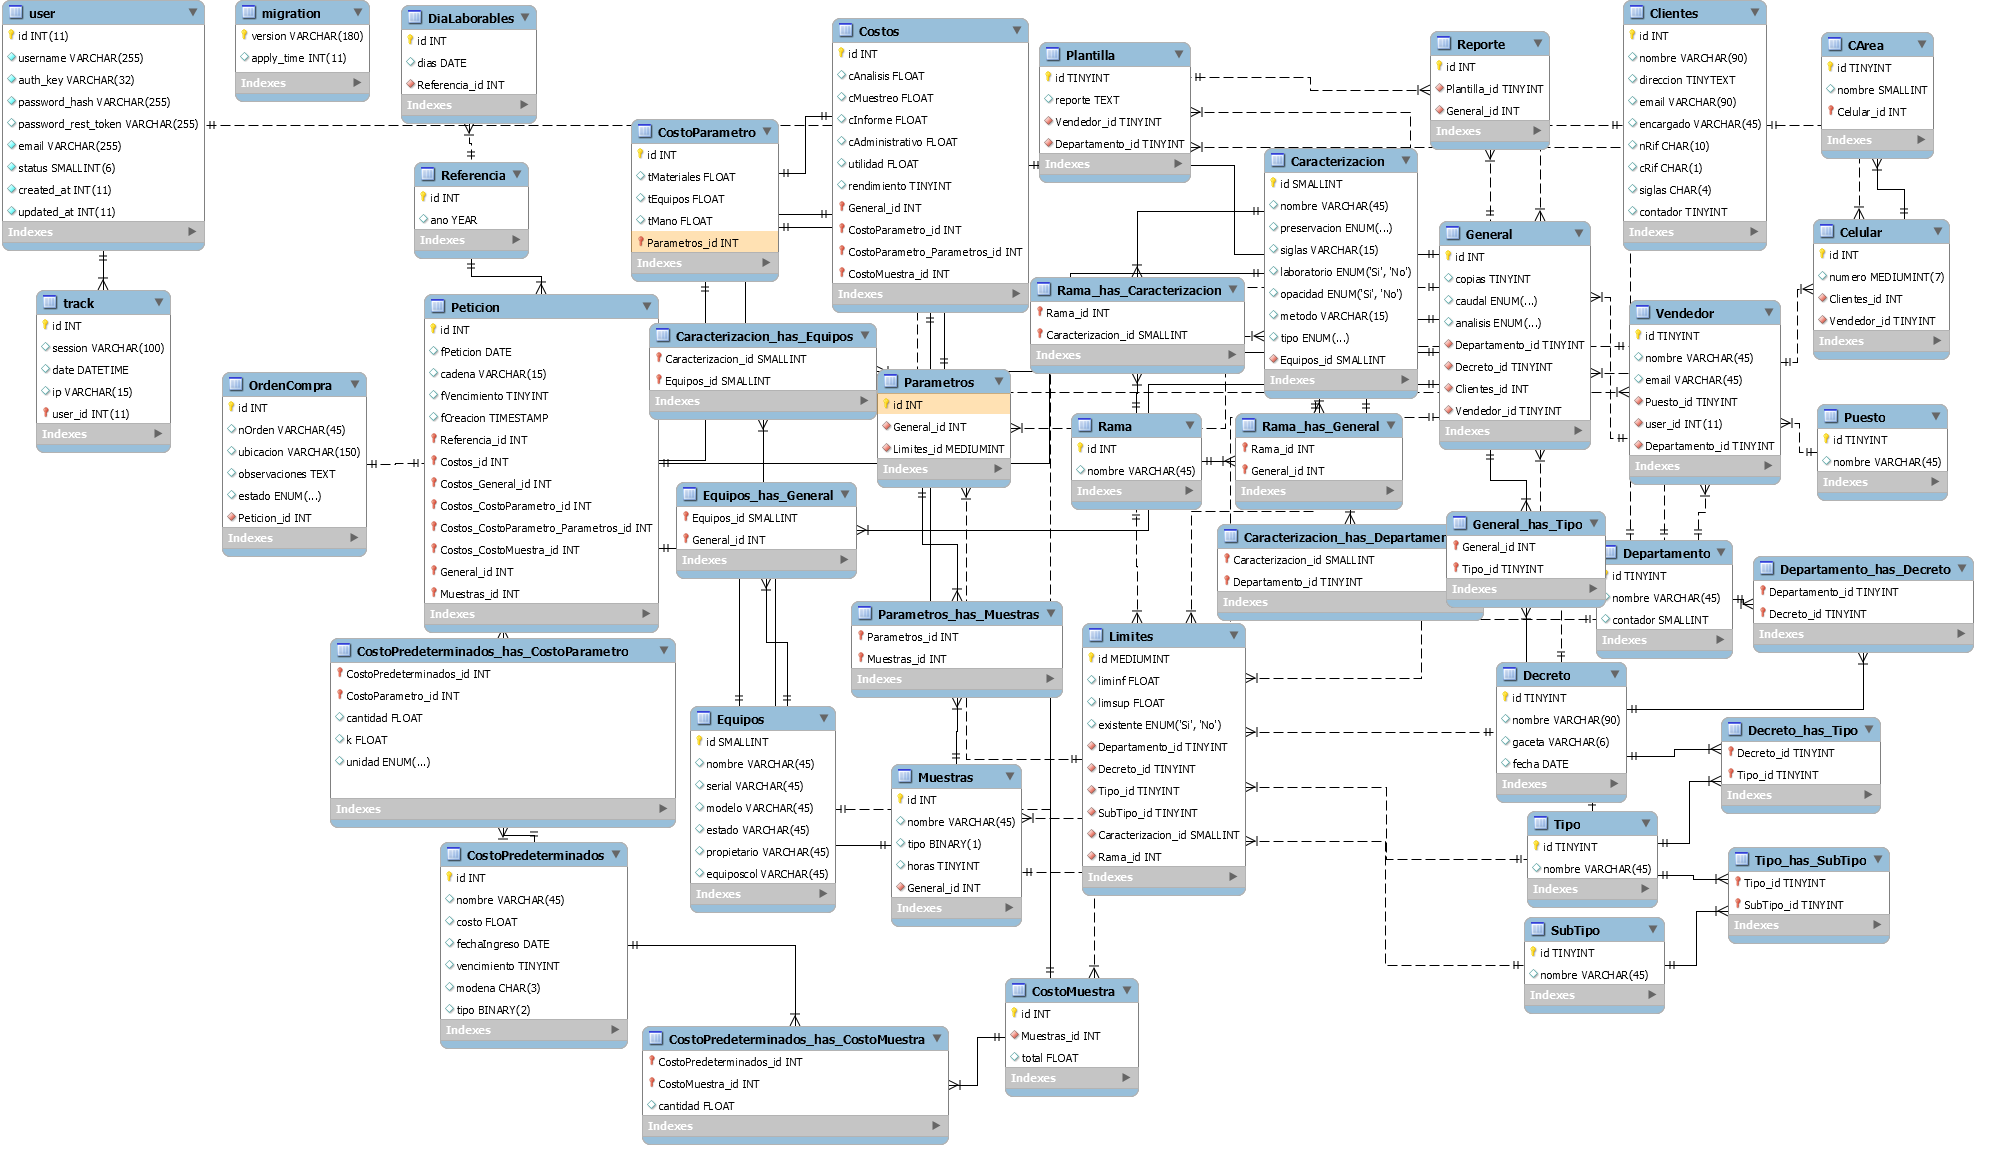 user
id INT(11)
username VARCHAR(255)
auth_key VARCHAR(32)
password_hash VARCHAR(255)
password_rest_token VARCHAR(255)
email VARCHAR(255)
status SMALLINT(6)
created_at INT(11)
updated_at INT(11)
Indexes
migration
version VARCHAR(180)
apply_time INT(11)
Indexes
DiaLaborables
id INT
dias DATE
Referencia_id INT
Indexes
Referencia
id INT
ano YEAR
Indexes
track
id INT
session VARCHAR(100)
date DATETIME
ip VARCHAR(15)
user_id INT(11)
Indexes
OrdenCompra
id INT
nOrden VARCHAR(45)
ubicacion VARCHAR(150)
observaciones TEXT
estado ENUM(...)
Peticion_id INT
Indexes
Peticion
id INT
fPeticion DATE
cadena VARCHAR(15)
fVencimiento TINYINT
fCreacion TIMESTAMP
Referencia_id INT
Costos_id INT
Costos_General_id INT
Costos_CostoParametro_id INT
Costos_CostoParametro_Parametros_id INT
Costos_CostoMuestra_id INT
General_id INT
Muestras_id INT
Indexes
CostoParametro
id INT
tMateriales FLOAT
tEquipos FLOAT
tMano FLOAT
Parametros_id INT
Indexes
Costos
id INT
cAnalisis FLOAT
cMuestreo FLOAT
cInforme FLOAT
cAdministrativo FLOAT
utilidad FLOAT
rendimiento TINYINT
General_id INT
CostoParametro_id INT
CostoParametro_Parametros_id INT
CostoMuestra_id INT
Indexes
Plantilla
id TINYINT
reporte TEXT
Vendedor_id TINYINT
Departamento_id TINYINT
Indexes
Reporte
id INT
Plantilla_id TINYINT
General_id INT
Indexes
Clientes
id INT
nombre VARCHAR(90)
direccion TINYTEXT
email VARCHAR(90)
encargado VARCHAR(45)
nRif CHAR(10)
cRif CHAR(1)
siglas CHAR(4)
contador TINYINT
Indexes
CArea
id TINYINT
nombre SMALLINT
Celular_id INT
Indexes
Celular
id INT
numero MEDIUMINT(7)
Clientes_id INT
Vendedor_id TINYINT
Indexes
Caracterizacion
id SMALLINT
nombre VARCHAR(45)
preservacion ENUM(...)
siglas VARCHAR(15)
laboratorio ENUM('Si', 'No')
opacidad ENUM('Si', 'No')
metodo VARCHAR(15)
tipo ENUM(...)
Equipos_id SMALLINT
Indexes
General
id INT
copias TINYINT
caudal ENUM(...)
analisis ENUM(...)
Departamento_id TINYINT
Decreto_id TINYINT
Clientes_id INT
Vendedor_id TINYINT
Indexes
Vendedor
id TINYINT
nombre VARCHAR(45)
email VARCHAR(45)
Puesto_id TINYINT
user_id INT(11)
Departamento_id TINYINT
Indexes
Puesto
id TINYINT
nombre VARCHAR(45)
Indexes
Rama_has_Caracterizacion
Rama_id INT
Caracterizacion_id SMALLINT
Indexes
Caracterizacion_has_Equipos
Caracterizacion_id SMALLINT
Equipos_id SMALLINT
Indexes
Parametros
id INT
General_id INT
Limites_id MEDIUMINT
Indexes
Rama
id INT
nombre VARCHAR(45)
Indexes
Rama_has_General
Rama_id INT
General_id INT
Indexes
Equipos_has_General
Equipos_id SMALLINT
General_id INT
Indexes
Caracterizacion_has_Departamen
Caracterizacion_id SMALLINT
Departamento_id TINYINT
Indexes
General_has_Tipo
General_id INT
Tipo_id TINYINT
Indexes
Departamento
id TINYINT
nombre VARCHAR(45)
contador SMALLINT
Indexes
Departamento_has_Decreto
Departamento_id TINYINT
Decreto_id TINYINT
Indexes
Parametros_has_Muestras
Parametros_id INT
Muestras_id INT
Indexes
Limites
id MEDIUMINT
liminf FLOAT
limsup FLOAT
existente ENUM('Si', 'No')
Departamento_id TINYINT
Decreto_id TINYINT
Tipo_id TINYINT
SubTipo_id TINYINT
Caracterizacion_id SMALLINT
Rama_id INT
Indexes
Decreto
id TINYINT
nombre VARCHAR(90)
gaceta VARCHAR(6)
fecha DATE
Indexes
Decreto_has_Tipo
Decreto_id TINYINT
Tipo_id TINYINT
Indexes
Tipo
id TINYINT
nombre VARCHAR(45)
Indexes
Tipo_has_SubTipo
Tipo_id TINYINT
SubTipo_id TINYINT
Indexes
SubTipo
id TINYINT
nombre VARCHAR(45)
Indexes
CostoPredeterminados_has_CostoParametro
CostoPredeterminados_id INT
CostoParametro_id INT
cantidad FLOAT
k FLOAT
unidad ENUM(...)
Indexes
Equipos
id SMALLINT
nombre VARCHAR(45)
serial VARCHAR(45)
modelo VARCHAR(45)
estado VARCHAR(45)
propietario VARCHAR(45)
equiposcol VARCHAR(45)
Indexes
Muestras
id INT
nombre VARCHAR(45)
tipo BINARY(1)
horas TINYINT
General_id INT
Indexes
CostoPredeterminados
id INT
nombre VARCHAR(45)
costo FLOAT
fechaIngreso DATE
vencimiento TINYINT
modena CHAR(3)
tipo BINARY(2)
Indexes
CostoMuestra
id INT
Muestras_id INT
total FLOAT
Indexes
CostoPredeterminados_has_CostoMuestra
CostoPredeterminados_id INT
CostoMuestra_id INT
cantidad FLOAT
Indexes